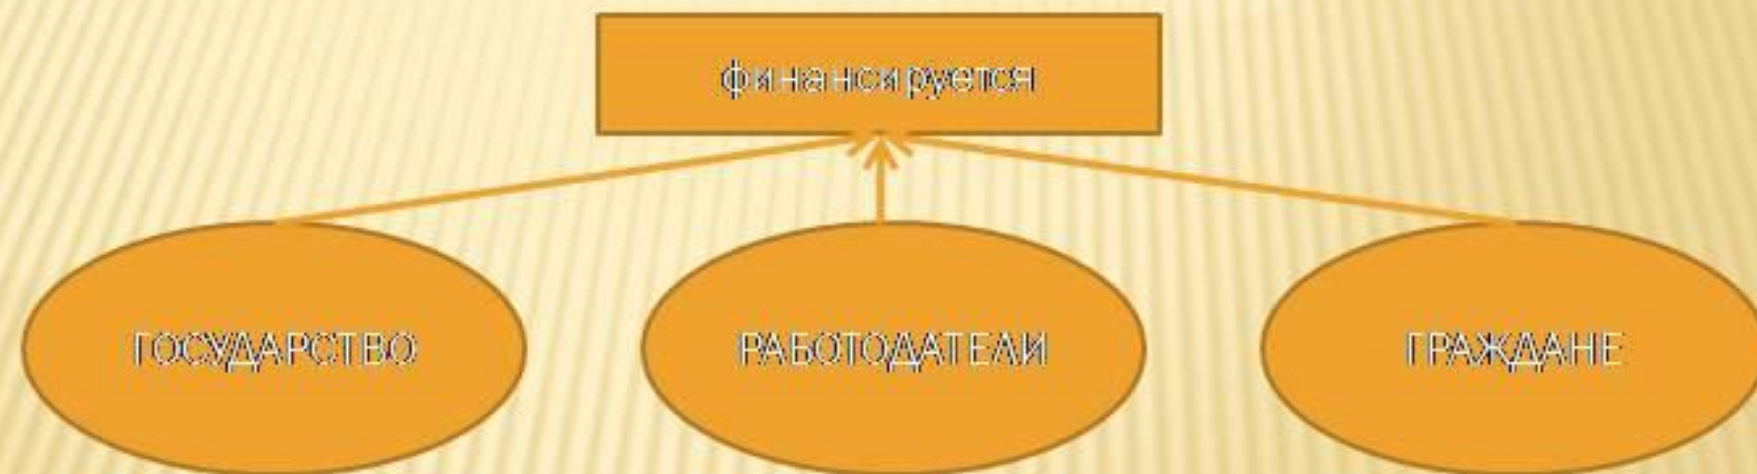 финансируется
ГОСУДАРСТВО
РАБОТОДАТЕЛИ
ГРАЖДАНЕ